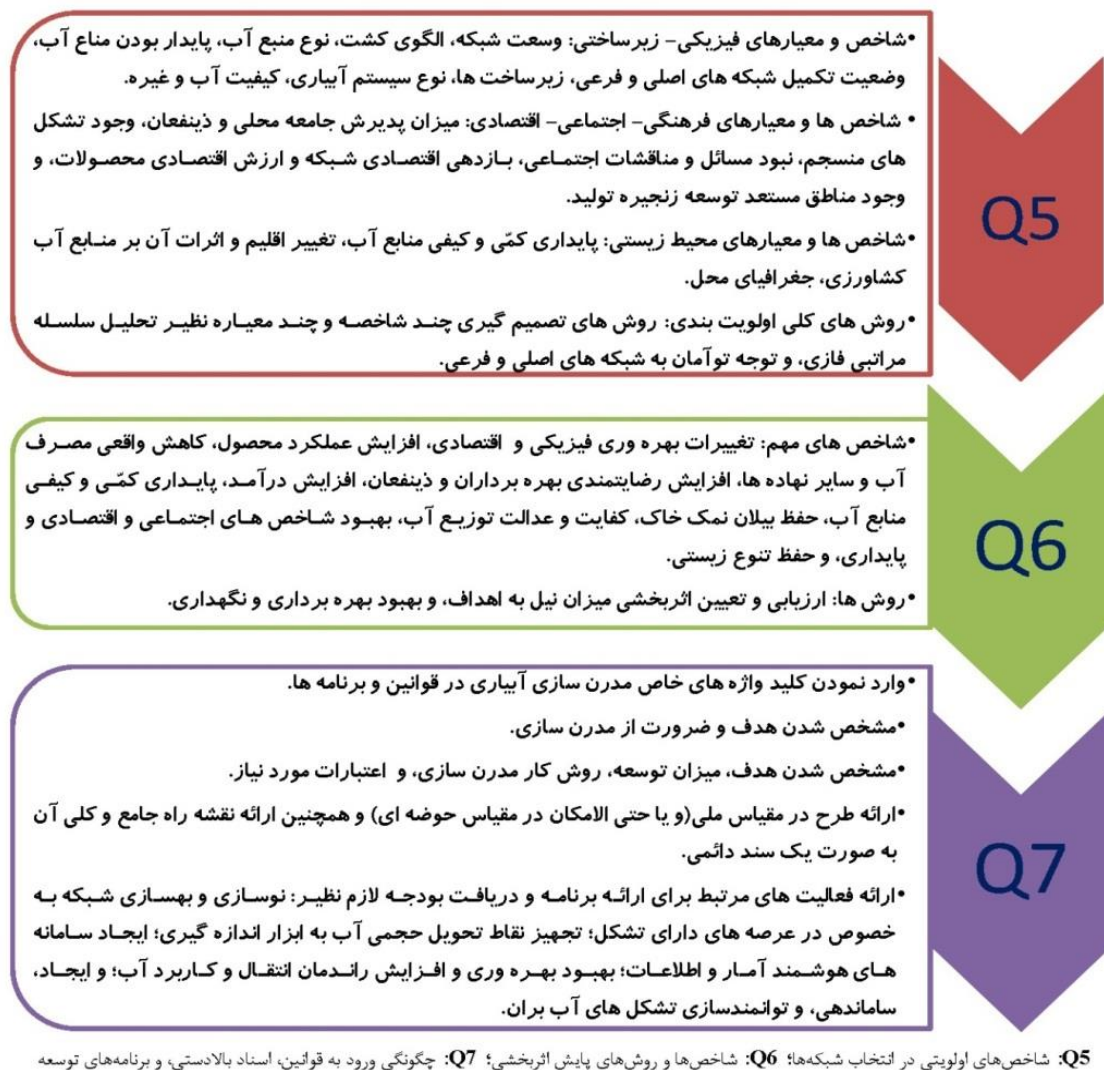 •شاخص و معیارهای فیزیکی– زیرساختی: وسعت شبکه، الگوی کشت، نوع منبع آب، پایدار بودن مناع آب،
وضعیت تکمیل شبکه های اصلی و فرعی، زیرساخت ها، نوع سیستم آبیاری، کیفیت آب و غیره.
• شاخص ها و معیارهای فرهنگی– اجتماعی– اقتصادی: میزان پدیرش جامعه محلی و ذینفعان، وجود تشکل
های منسجم، نبود مسائل و مناقشات اجتماعی، بازدهی اقتصادی شبکه و ارزش اقتصادی محصولات، و
وجود مناطق مستعد توسعه زنجیره تولید.
•شاخص ها و معیارهای محیط زیستی: پایداری کمّی و کیفی منابع آب، تغییر اقلیم و اثرات آن بر منابع آب
کشاورزی، جغرافیای محل.
•روش های کلی اولویت بندی: روش های تصمیم گیری چند شاخصه و چند معیاره نظیر تحلیل سلسله
مراتبی فازی، و توجه توآمان به شبکه های اصلی و فرعی.
Q5
•شاخص های مهم: تغییرات بهره وری فیزیکی و اقتصادی، افزایش عملکرد محصول، کاهش واقعی مصرف
آب و سایر نهاده ها، افزایش رضایتمندی بهره برداران و ذینفعان، افزایش درآمد، پایداری کمّی و کیفی
منابع آب، حفظ بیلان نمک خاک، کفایت و عدالت توزیع آب، بهبود شاخص های اجتماعی و اقتصادی و
پایداری، و حفظ تنوع زیستی.
•روش ها: ارزیابی و تعیین اثربخشی میزان نیل به اهداف، و بهبود بهره برداری و نگهداری.
Q6
•وارد نمودن کلید واژه های خاص مدرن سازی آبیاری در قوانین و برنامه ها.
•مشخص شدن هدف و ضرورت از مدرن سازی.
•مشخص شدن هدف، میزان توسعه، روش کار مدرن سازی، و اعتبارات مورد نیاز.
•ارائه طرح در مقیاس ملی(و یا حتی الامکان در مقیاس حوضه ای) و همچنین ارائه نقشه راه جامع و کلی آن
به صورت یک سند دائمی.
•ارائه فعالیت های مرتبط برای ارائه برنامه و دریافت بودجه لازم نظیر: نوسازی و بهسازی شبکه به
خصوص در عرصه های دارای تشکل؛ تجهیز نقاط تحویل حجمی آب به ابزار اندازه گیری؛ ایجاد سامانه
های هوشمند آمار و اطلاعات؛ بهبود بهره وری و افزایش راندمان انتقال و کاربرد آب؛ و ایجاد،
ساماندهی، و توانمندسازی تشکل های آب بران.
Q7
Q5: شاخص‌های اولویتی در انتخاب شبکه‌ها؛ Q6: شاخص‌ها و روش‌های پایش اثربخشی؛ Q7: چگونگی ورود به قوانین، اسناد بالادستی، و برنامه‌های توسعه